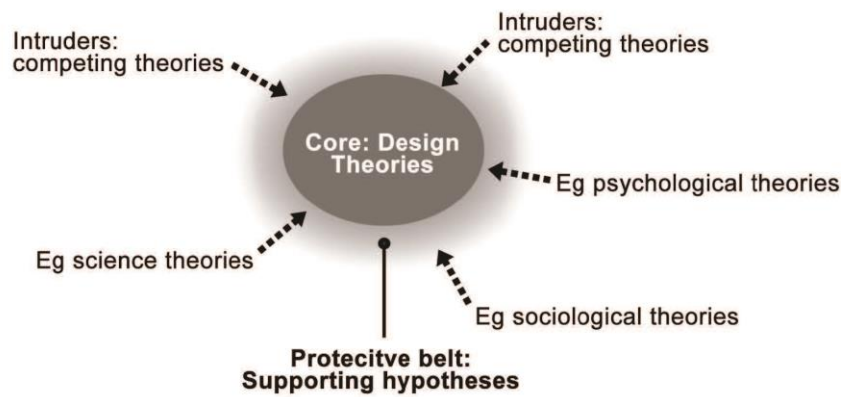 Intruders:
competing theories
Intruders:
competing theories
Core: Design
Theories
Eg psychological theories
Eg science theories
Eg sociological theories
Protecitve belt:
Supporting hypotheses